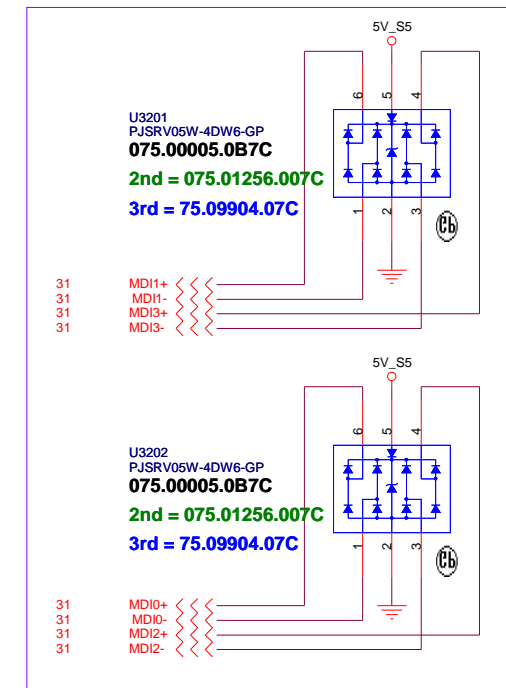 5V_S5
6 5 4
U3201
PJSRV05W-4DW6-GP
075.00005.0B7C
2nd = 075.01256.007C
3rd = 75.09904.07C
1 2 3
31 MDI1+
31 MDI1-
31 MDI3+
31 MDI3-
5V_S5
6 5 4
U3202
PJSRV05W-4DW6-GP
075.00005.0B7C
2nd = 075.01256.007C
3rd = 75.09904.07C
1 2 3
31 MDI0+
31 MDI0-
31 MDI2+
31 MDI2-